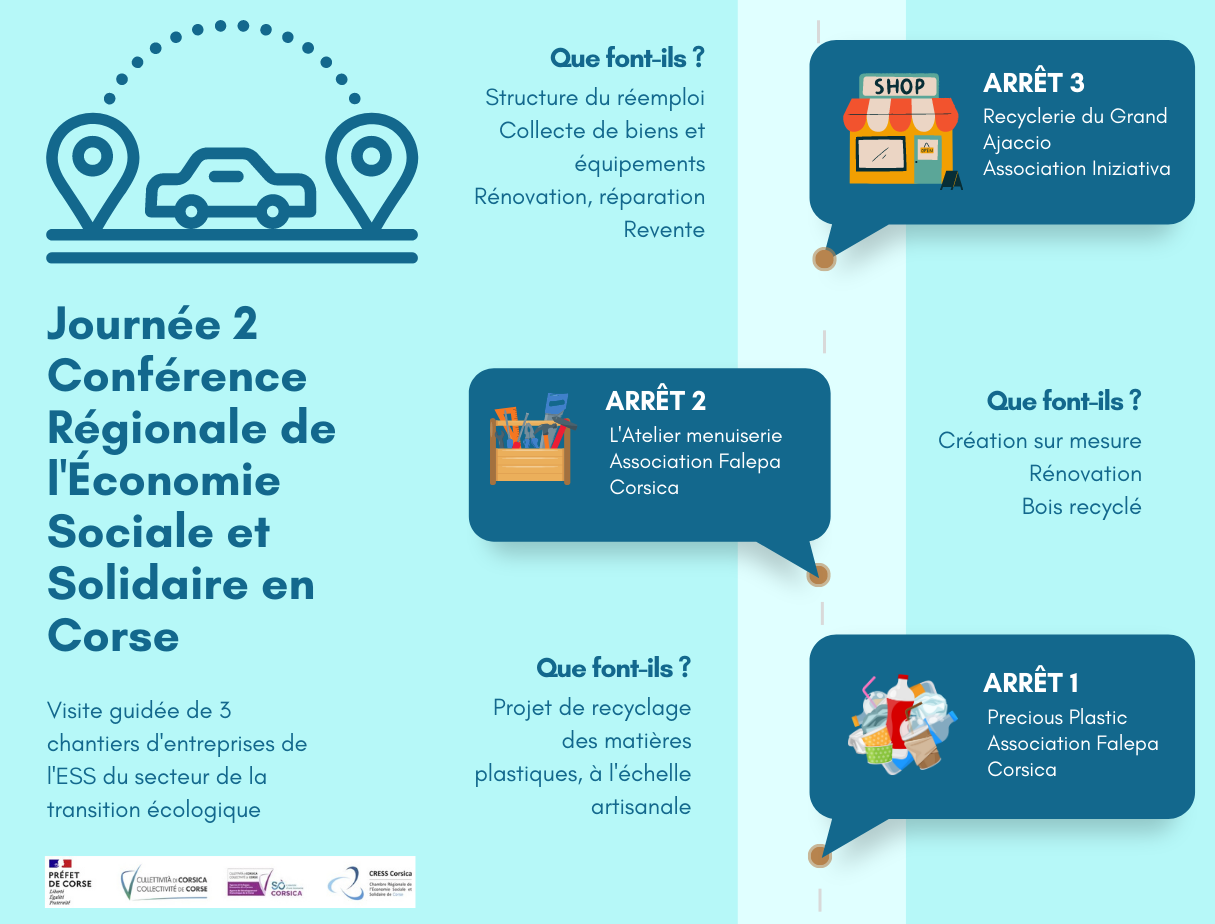 Journée 2
Conférence
Régionale de
l'Économie
Sociale et
Solidaire en
Corse
Visite guidée de 3
chantiers d'entreprises de
l'ESS du secteur de la
transition écologique
PRÉFET
DE CORSE
Liberté
Égalité
Fraternité
CULLETTIVITÀ DI CORSICA
COLLECTIVITÉ DE CORSE
SÒ
CORSICA
CRESS Corsica
Chambre Régionale de
l'Économie Sociale et
Solidaire de Corse
Que font-ils ?
Structure du réemploi
Collecte de biens et
équipements
Rénovation, réparation
Revente
SHOP
OPEN
ARRÊT 3
Recyclerie du Grand
Ajaccio
Association Iniziativa
ARRÊT 2
L'Atelier menuiserie
Association Falepa
Corsica
Que font-ils ?
Création sur mesure
Rénovation
Bois recyclé
Que font-ils ?
Projet de recyclage
des matières
plastiques, à l'échelle
artisanale
ARRÊT 1
Precious Plastic
Association Falepa
Corsica